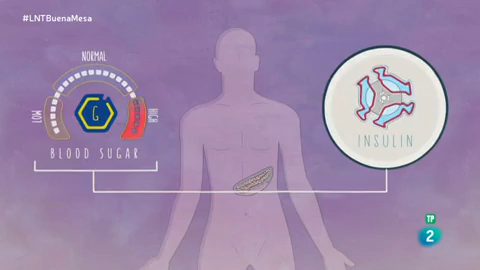 #LNTBuenaMesa
NORMAL
LOW
HIGH
G
BLOOD SUGAR
INSULIN
TP
2